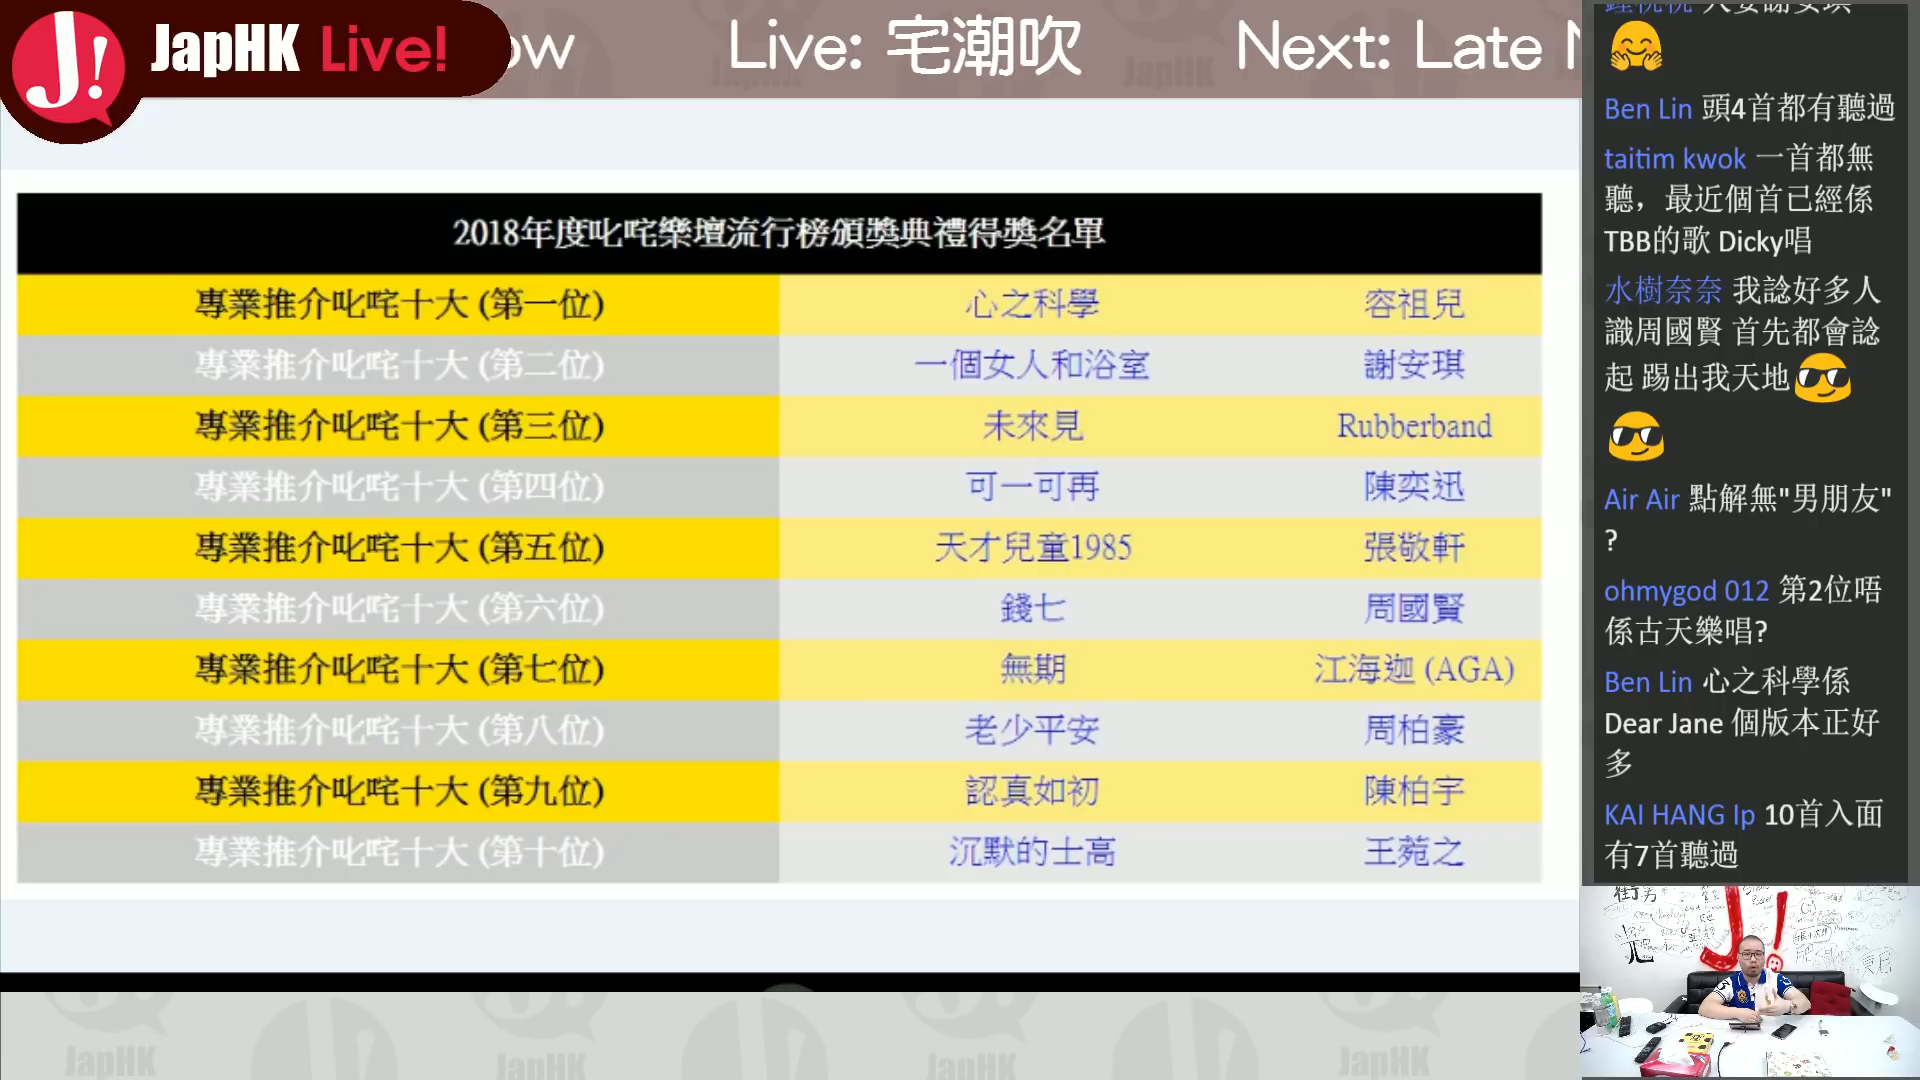 J! JapHK Live!
ow Live: 宅潮吹 Next: Late N
2018年度叱咤樂壇流行榜頒獎典禮得獎名單
專業推介叱咤十大 (第一位) 心之科學 容祖兒
專業推介叱咤十大 (第二位) 一個女人和浴室 謝安琪
專業推介叱咤十大 (第三位) 未來見 Rubberband
專業推介叱咤十大 (第四位) 可一可再 陳奕迅
專業推介叱咤十大 (第五位) 天才兒童1985 張敬軒
專業推介叱咤十大 (第六位) 錢七 周國賢
專業推介叱咤十大 (第七位) 無期 江海迦 (AGA)
專業推介叱咤十大 (第八位) 老少平安 周柏豪
專業推介叱咤十大 (第九位) 認真如初 陳柏宇
專業推介叱咤十大 (第十位) 沉默的士高 王菀之
Ben Lin 頭4首都有聽過
taitim kwok 一首都無
聽，最近個首已經係
TBB的歌 Dicky唱
水樹奈奈 我諗好多人
識周國賢 首先都會諗
起 踢出我天地😎
😎
Air Air 點解無"男朋友"
?
ohmygod 012 第2位唔
係古天樂唱?
Ben Lin 心之科學係
Dear Jane 個版本正好
多
KAI HANG Ip 10首入面
有7首聽過
J!
JapHK JapHK JapHK JapHK